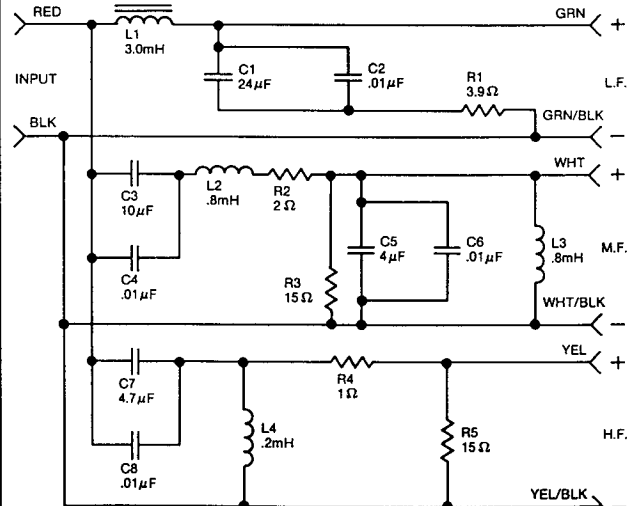 RED
L1
3.0mH
GRN
+
INPUT
C1
24µF
C2
.01µF
R1
3.9Ω
L.F.
BLK
GRN/BLK
−
C3
10µF
L2
.8mH
R2
2Ω
WHT
+
C4
.01µF
R3
15Ω
C5
4µF
C6
.01µF
L3
.8mH
M.F.
WHT/BLK
−
C7
4.7µF
R4
1Ω
YEL
+
C8
.01µF
L4
.2mH
R5
15Ω
H.F.
YEL/BLK
−